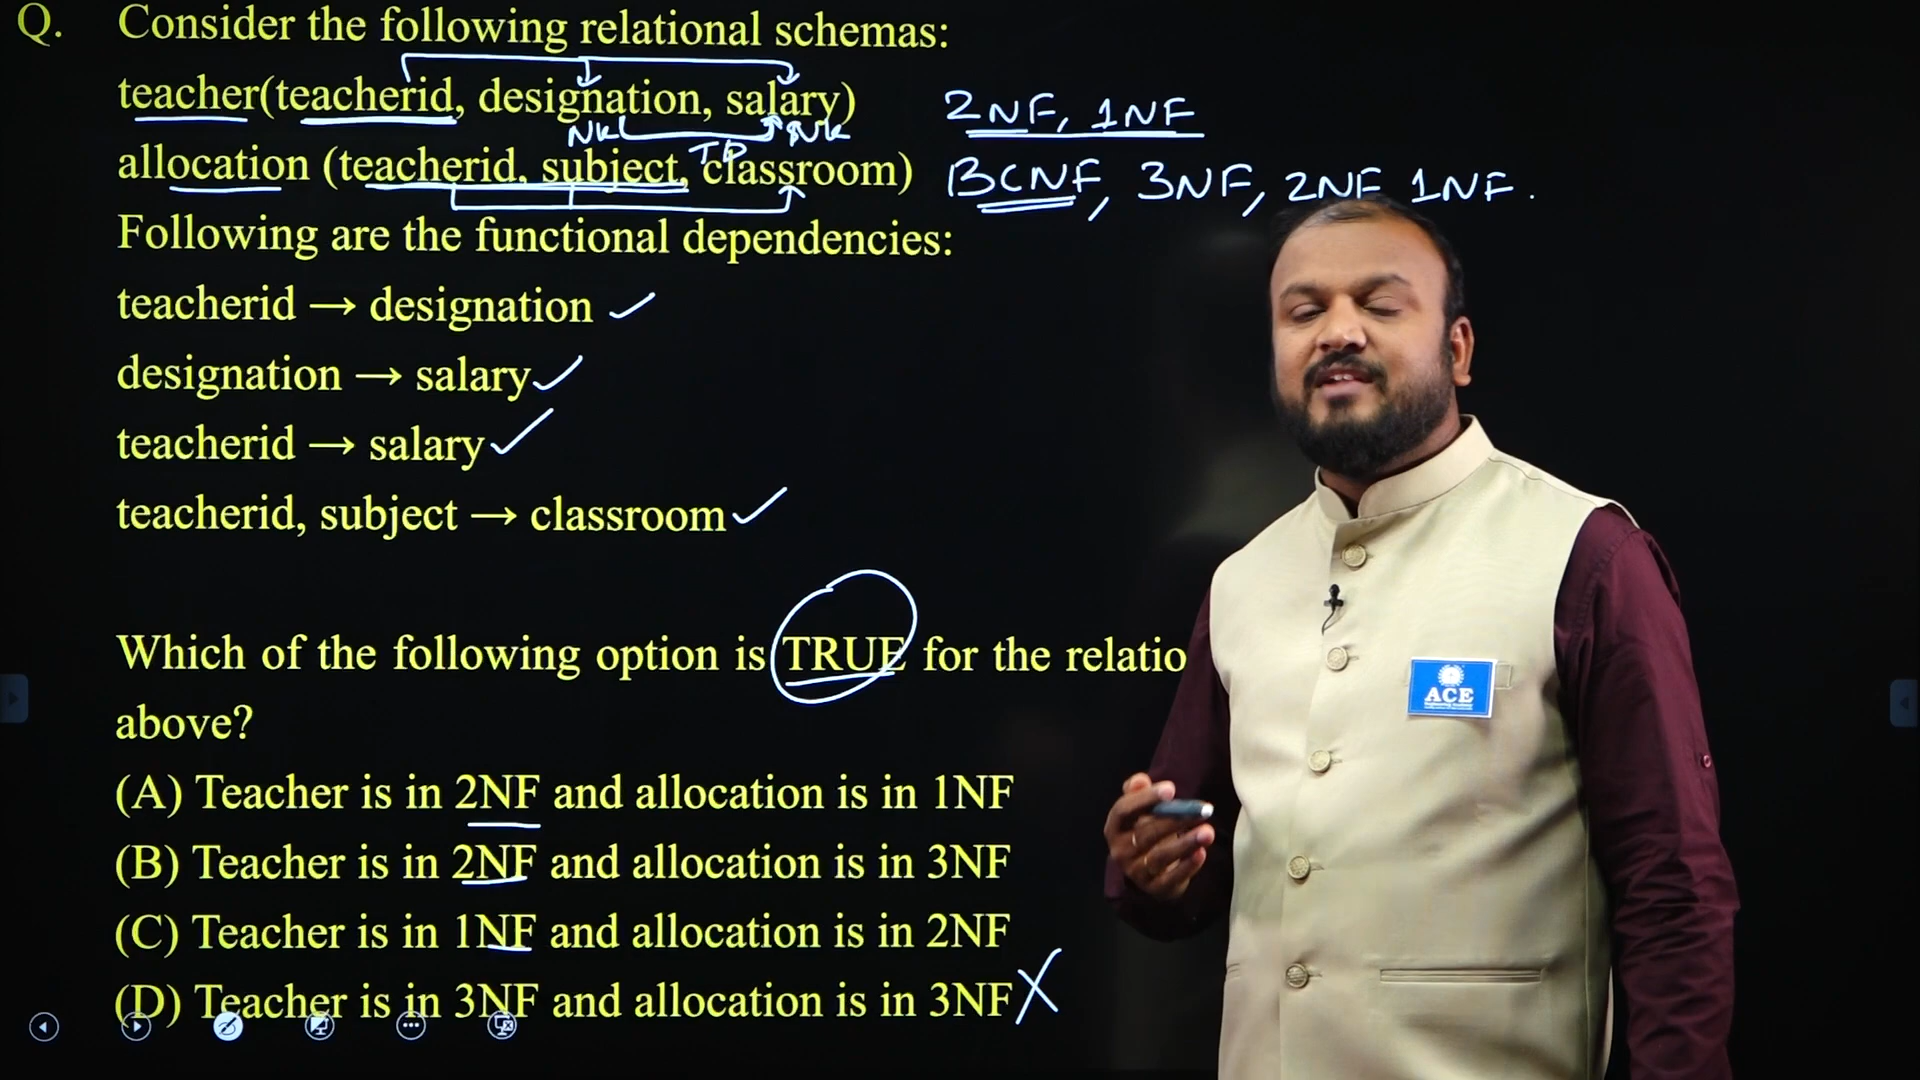 Q. Consider the following relational schemas:
teacher(teacherid, designation, salary) 2NF, 1NF
NK NK
TD
allocation (teacherid, subject, classroom) BCNF, 3NF, 2NF 1NF.
Following are the functional dependencies:
teacherid → designation ✓
designation → salary ✓
teacherid → salary ✓
teacherid, subject → classroom ✓
Which of the following option is TRUE for the relatio
above?
(A) Teacher is in 2NF and allocation is in 1NF
(B) Teacher is in 2NF and allocation is in 3NF
(C) Teacher is in 1NF and allocation is in 2NF
(D) Teacher is in 3NF and allocation is in 3NF X
ACE